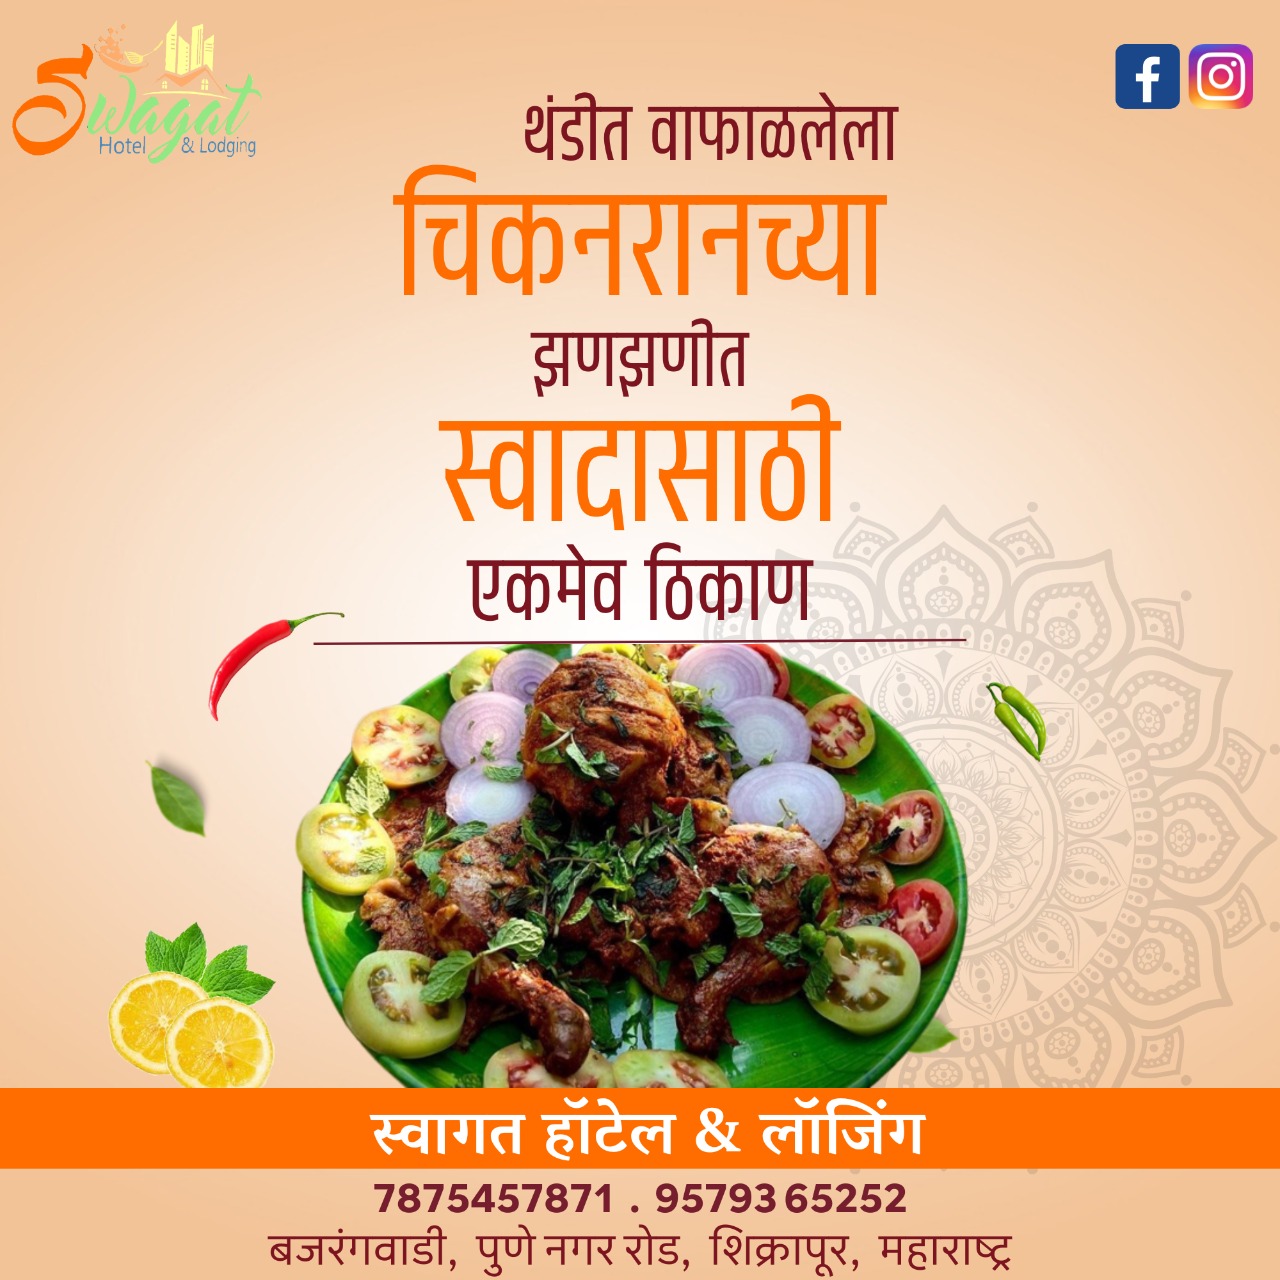 Swagat
Hotel & Lodging
थंडीत वाफाळलेला
चिकनरानच्या
झणझणीत
स्वादासाठी
एकमेव ठिकाण
स्वागत हॉटेल & लॉजिंग
7875457871 . 9579365252
बजरंगवाडी, पुणे नगर रोड, शिक्रापूर, महाराष्ट्र